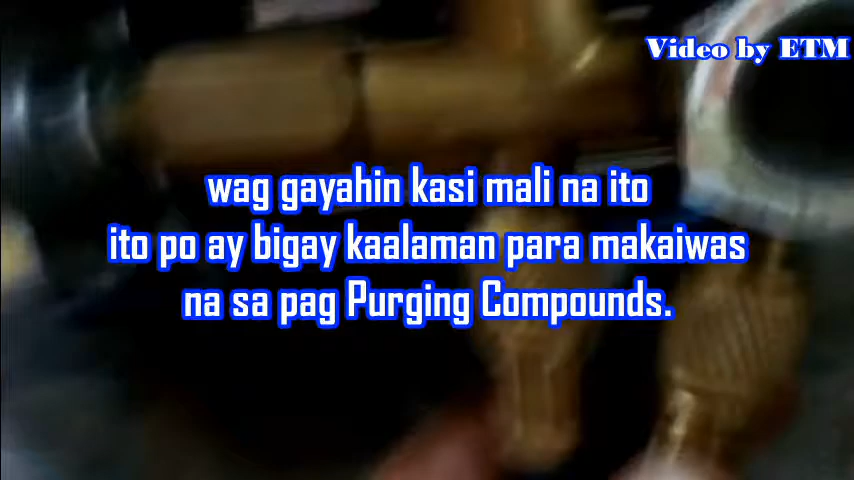 Video by ETM
wag gayahin kasi mali na ito
ito po ay bigay kaalaman para makaiwas
na sa pag Purging Compounds.